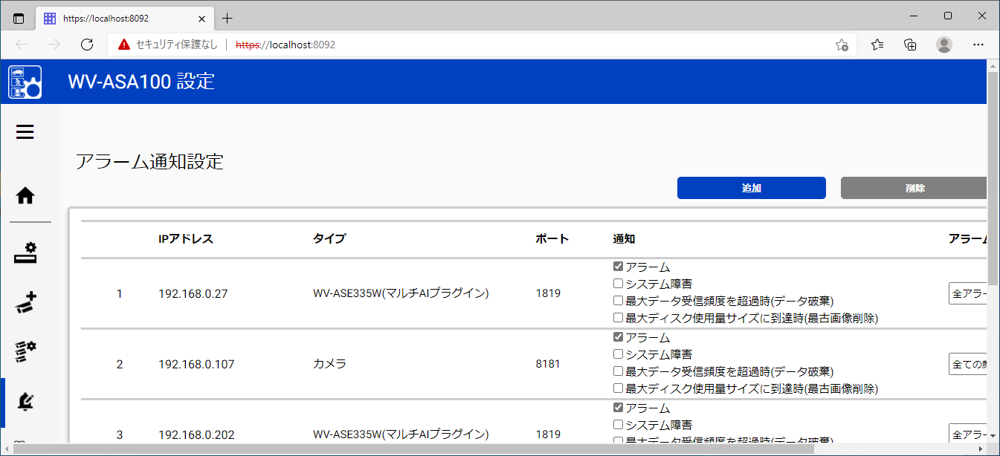 https://localhost:8092
セキュリティ保護なし https://localhost:8092
WV-ASA100 設定
アラーム通知設定
追加 削除
IPアドレス タイプ ポート 通知 アラーム
1 192.168.0.27 WV-ASE335W(マルチAIプラグイン) 1819
アラーム
システム障害
最大データ受信頻度を超過時(データ破棄)
最大ディスク使用量サイズに到達時(最古画像削除)
全アラー
2 192.168.0.107 カメラ 8181
アラーム
システム障害
最大データ受信頻度を超過時(データ破棄)
最大ディスク使用量サイズに到達時(最古画像削除)
全ての
3 192.168.0.202 WV-ASE335W(マルチAIプラグイン) 1819
アラーム
システム障害
最大データ受信頻度を超過時(データ破棄)
全アラー